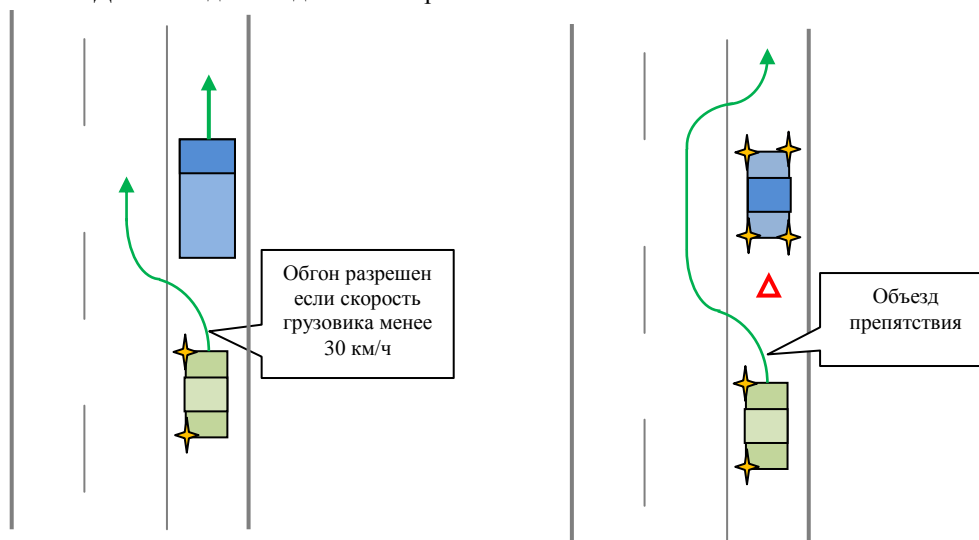 Обгон разрешен
если скорость
грузовика менее
30 км/ч
Объезд
препятствия